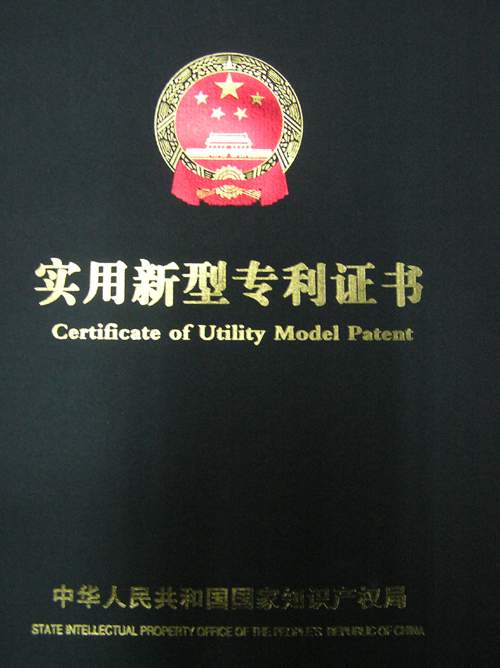 实用新型专利证书
Certificate of Utility Model Patent
中华人民共和国国家知识产权局
STATE INTELLECTUAL PROPERTY OFFICE OF THE PEOPLE'S REPUBLIC OF CHINA